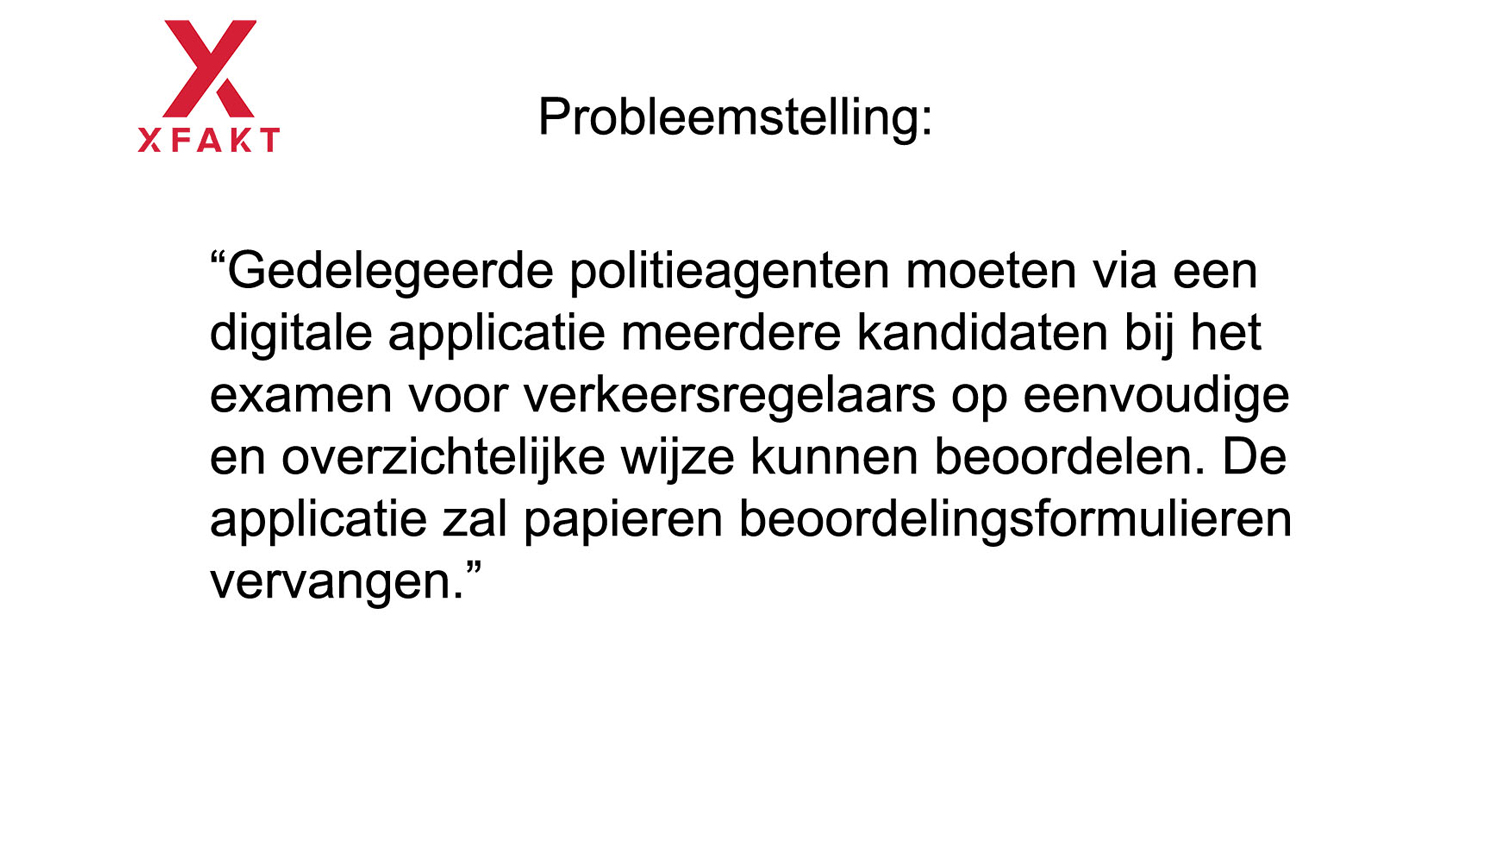 XFAKT
Probleemstelling:
“Gedelegeerde politieagenten moeten via een
digitale applicatie meerdere kandidaten bij het
examen voor verkeersregelaars op eenvoudige
en overzichtelijke wijze kunnen beoordelen. De
applicatie zal papieren beoordelingsformulieren
vervangen.”